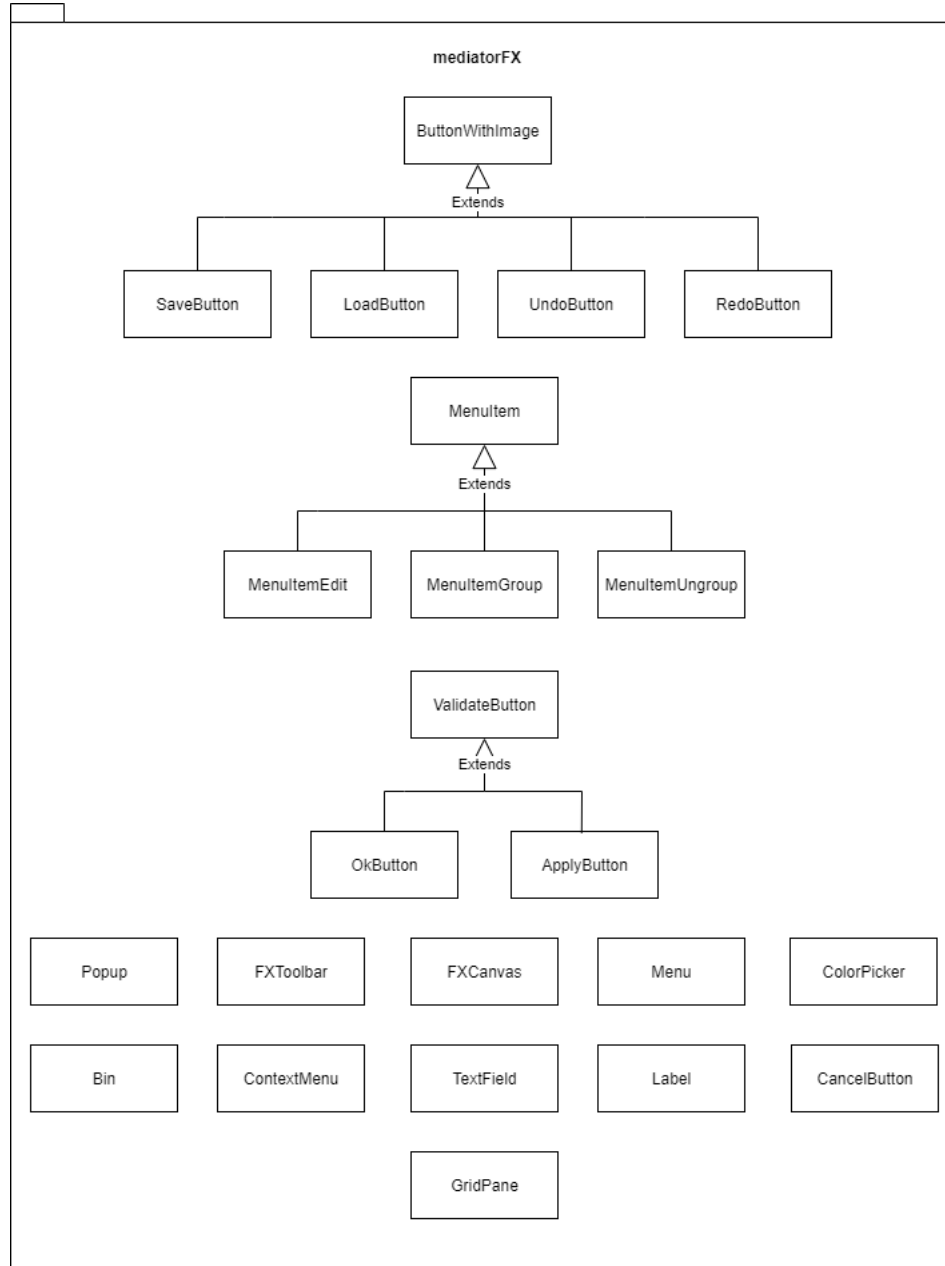 mediatorFX
ButtonWithImage
Extends
SaveButton
LoadButton
UndoButton
RedoButton
MenuItem
Extends
MenuItemEdit
MenuItemGroup
MenuItemUngroup
ValidateButton
Extends
OkButton
ApplyButton
Popup
FXToolbar
FXCanvas
Menu
ColorPicker
Bin
ContextMenu
TextField
Label
CancelButton
GridPane